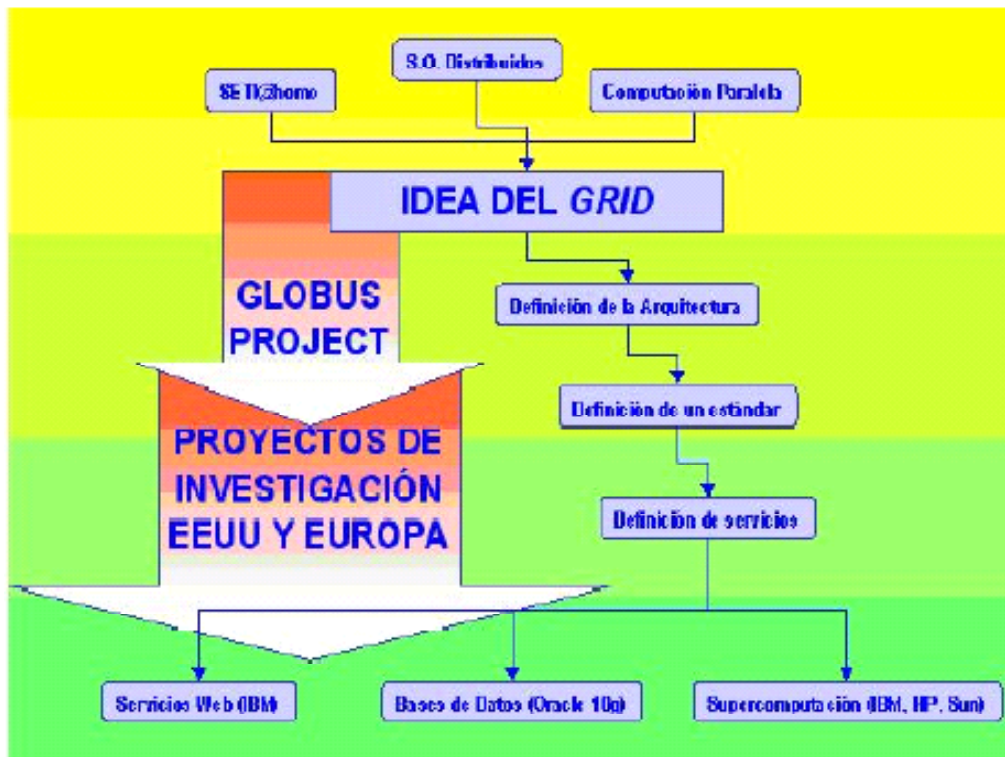 S.O. Distribuidos
SETI@home
Computación Paralela
IDEA DEL GRID
GLOBUS
PROJECT
Definición de la Arquitectura
Definición de un estándar
PROYECTOS DE
INVESTIGACIÓN
EEUU Y EUROPA
Definición de servicios
Servicios Web (IBM)
Bases de Datos (Oracle 10g)
Supercomputación (IBM, HP, Sun)